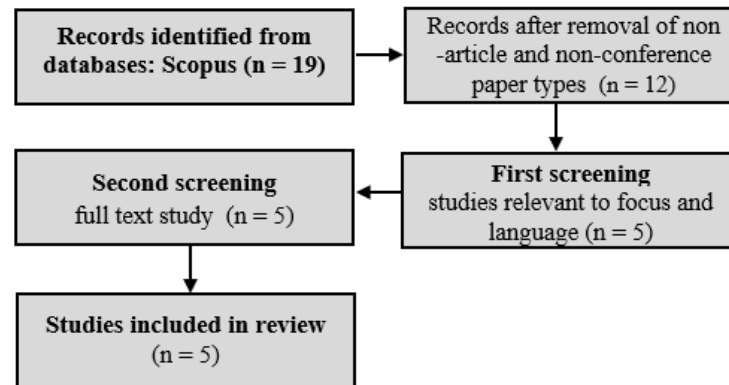 Records identified from
databases: Scopus (n = 19)
Records after removal of non
-article and non-conference
paper types (n = 12)
First screening
studies relevant to focus and
language (n = 5)
Second screening
full text study (n = 5)
Studies included in review
(n = 5)